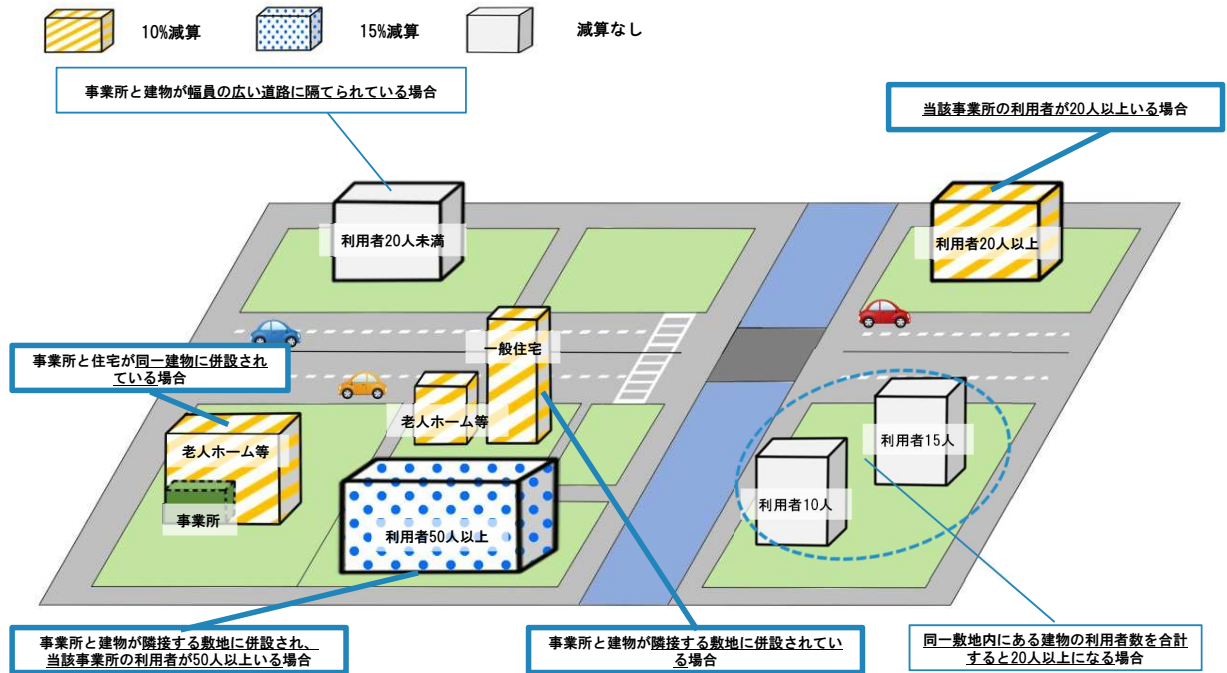 10%減算
15%減算
減算なし
事業所と建物が幅員の広い道路に隔てられている場合
当該事業所の利用者が20人以上いる場合
利用者20人未満
利用者20人以上
一般住宅
事業所と住宅が同一建物に併設され
ている場合
老人ホーム等
老人ホーム等
利用者15人
利用者10人
事業所
利用者50人以上
事業所と建物が隣接する敷地に併設され、
当該事業所の利用者が50人以上いる場合
事業所と建物が隣接する敷地に併設されてい
る場合
同一敷地内にある建物の利用者数を合計
すると20人以上になる場合